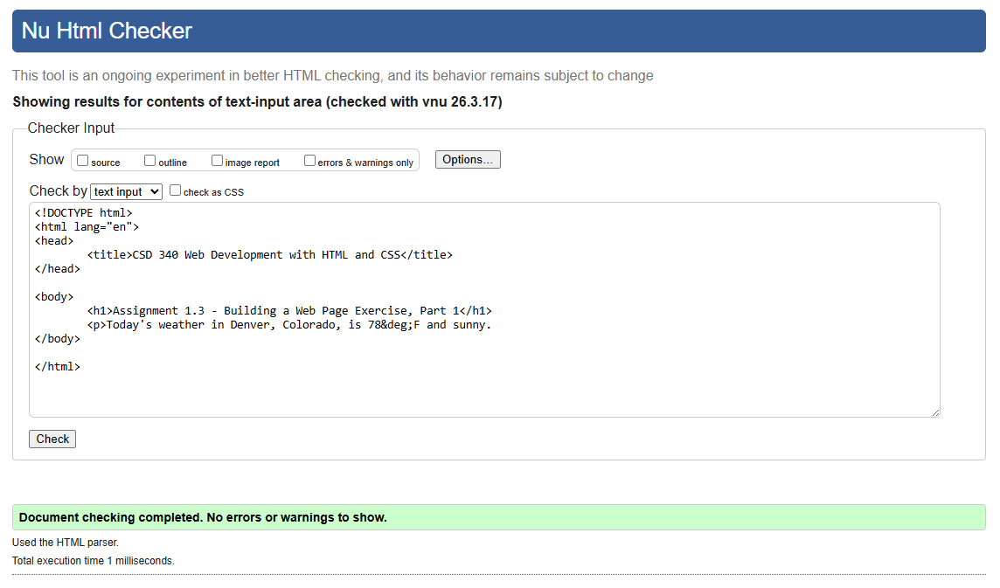 Nu Html Checker
This tool is an ongoing experiment in better HTML checking, and its behavior remains subject to change
Showing results for contents of text-input area (checked with vnu 26.3.17)
Checker Input
Show source outline image report errors & warnings only Options...
Check by text input check as CSS
<!DOCTYPE html>
<html lang="en">
<head>
<title>CSD 340 Web Development with HTML and CSS</title>
</head>
<body>
<h1>Assignment 1.3 - Building a Web Page Exercise, Part 1</h1>
<p>Today's weather in Denver, Colorado, is 78&deg;F and sunny.
</body>
</html>
Check
Document checking completed. No errors or warnings to show.
Used the HTML parser.
Total execution time 1 milliseconds.